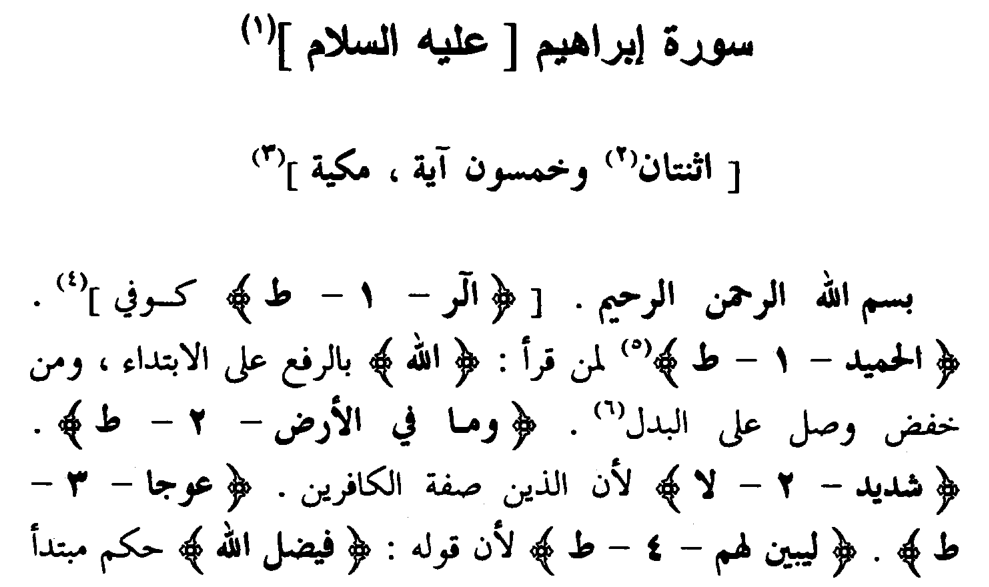 سورة إبراهيم [ عليه السلام ](١)
[ اثنتان(٢) وخمسون آية ، مكية ](٣)
بسم الله الرحمن الرحيم . [ ﴿ الۤر – ١ – ط ﴾ كـوفي ](٤) .
﴿ الحميد – ١ – ط ﴾(٥) لمن قرأ : ﴿ الله ﴾ بالرفع على الابتداء ، ومن
خفض وصل على البدل(٦) . ﴿ وما في الأرض – ٢ – ط ﴾ .
﴿ شديد – ٢ – لا ﴾ لأن الذين صفة الكافرين . ﴿ عوجا – ٣ –
ط ﴾ . ﴿ ليبين لهم – ٤ – ط ﴾ لأن قوله : ﴿ فيضل الله ﴾ حكم مبتدأ